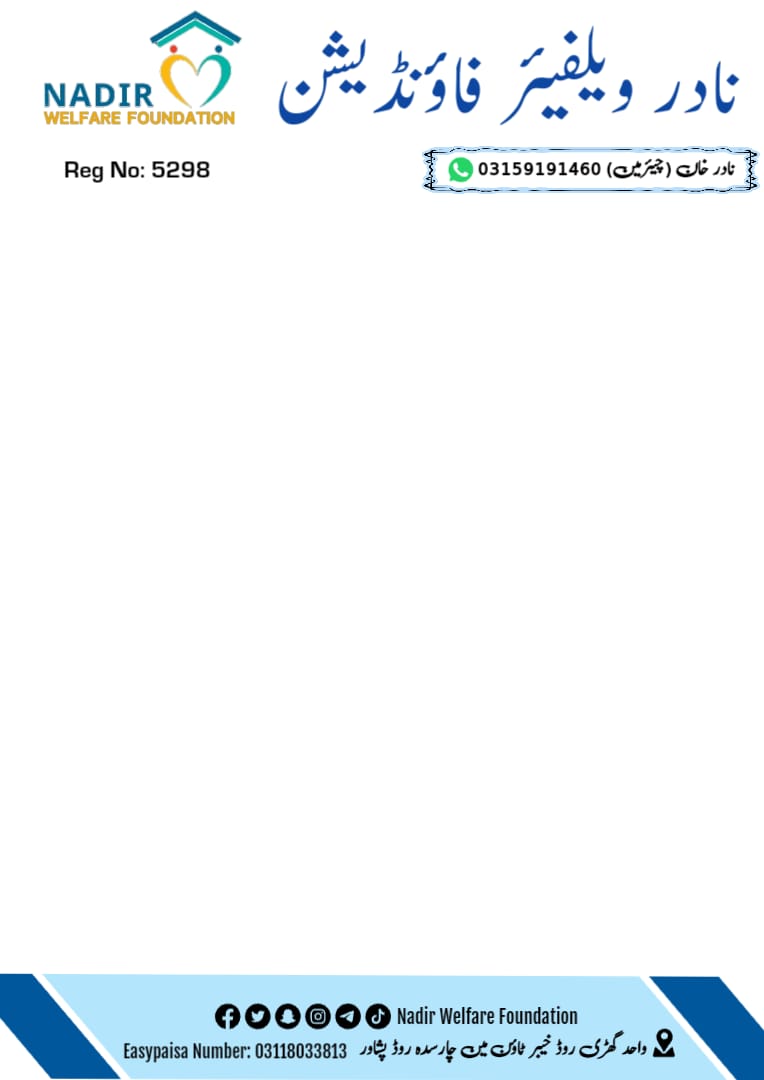 NADIR
WELFARE FOUNDATION
نادر ویلفیئر فاؤنڈیشن
Reg No: 5298
نادر خان (چیئرمین) 03159191460
Nadir Welfare Foundation
Easypaisa Number: 03118033813
واحد گھڑی روڈ خیبر ٹاؤن مین چارسدہ روڈ پشاور